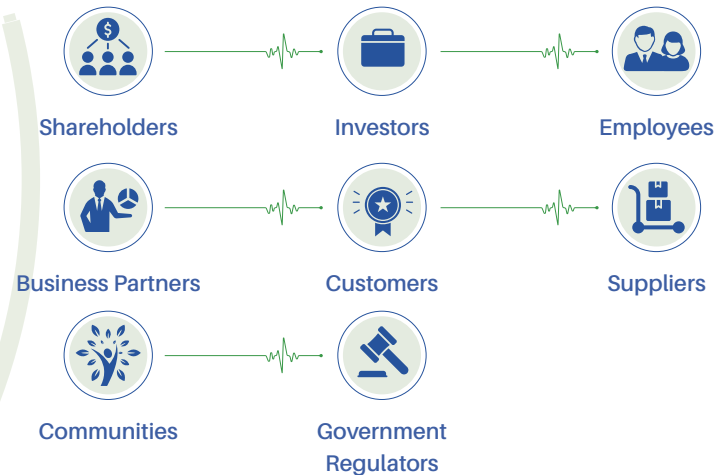 $
Shareholders
Investors
Employees
Business Partners
Customers
Suppliers
Communities
Government
Regulators